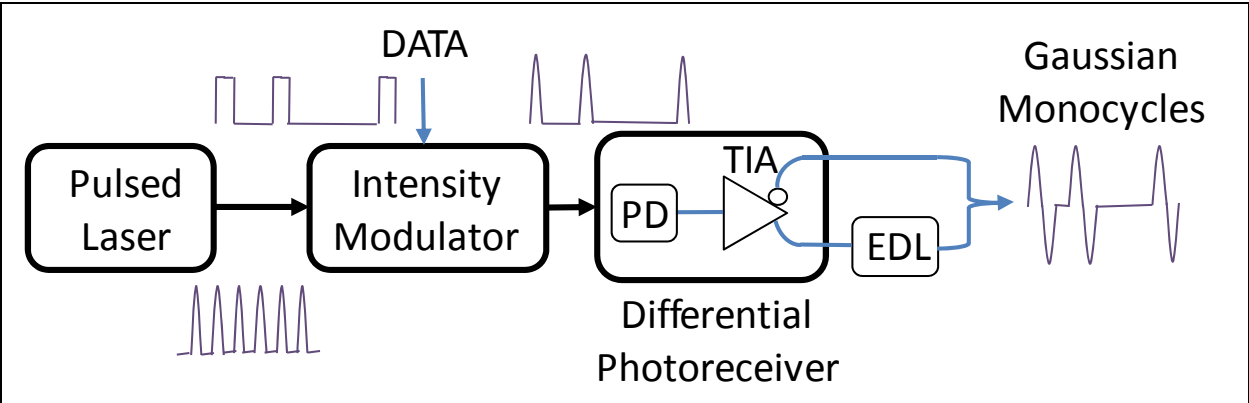 DATA
Gaussian
Monocycles
Pulsed
Laser
Intensity
Modulator
TIA
PD
EDL
Differential
Photoreceiver